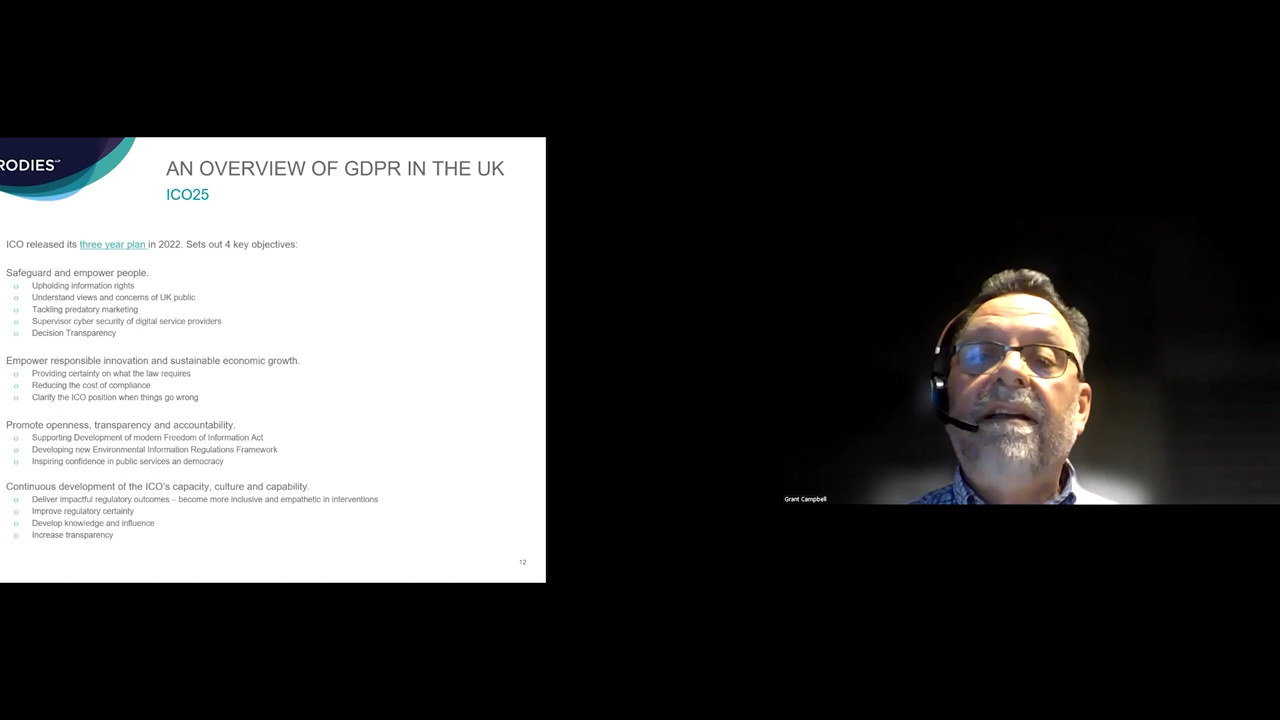 RODIES LLP
AN OVERVIEW OF GDPR IN THE UK
ICO25
ICO released its three year plan in 2022. Sets out 4 key objectives:
Safeguard and empower people.
o Upholding information rights
o Understand views and concerns of UK public
o Tackling predatory marketing
o Supervisor cyber security of digital service providers
o Decision Transparency
Empower responsible innovation and sustainable economic growth.
o Providing certainty on what the law requires
o Reducing the cost of compliance
o Clarify the ICO position when things go wrong
Promote openness, transparency and accountability.
o Supporting Development of modern Freedom of Information Act
o Developing new Environmental Information Regulations Framework
o Inspiring confidence in public services an democracy
Continuous development of the ICO's capacity, culture and capability.
o Deliver impactful regulatory outcomes – become more inclusive and empathetic in interventions
o Improve regulatory certainty
o Develop knowledge and influence
o Increase transparency
12
Grant Campbell